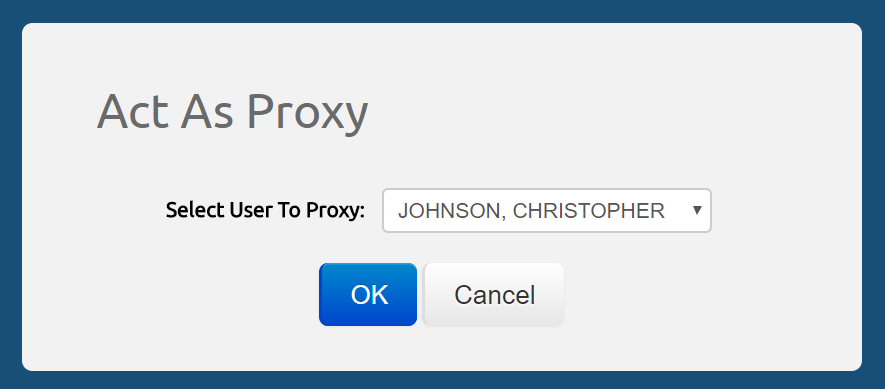 Act As Proxy
Select User To Proxy: JOHNSON, CHRISTOPHER
OK Cancel